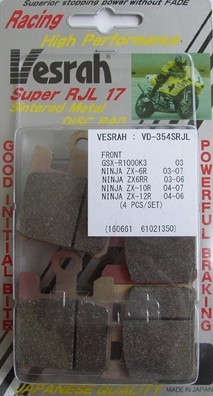 Superior stopping power without FADE
Racing
High Performance
Vesrah
Super RJL 17
Sintered Metal
DISC PAD
VESRAH : VD-354SRJL
FRONT
GSX-R1000K3 03
NINJA ZX-6R 03-07
NINJA ZX6RR 03-06
NINJA ZX-10R 04-07
NINJA ZX-12R 04-06
(4 PCS/SET)
(160661 61021350)
GOOD INITIAL BITE
JAPANESE QUALITY
MADE IN JAPAN